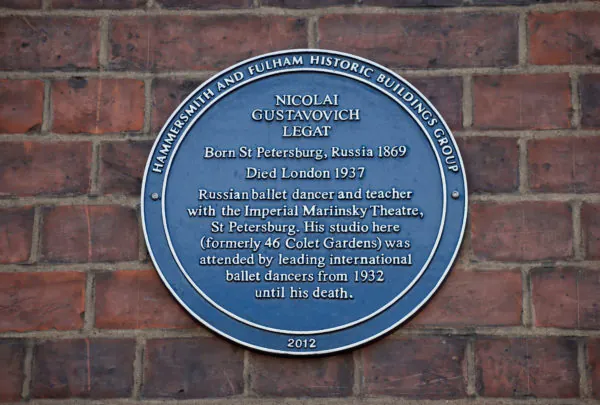 HAMMERSMITH AND FULHAM HISTORIC BUILDINGS GROUP
NICOLAI
GUSTAVOVICH
LEGAT
Born St Petersburg, Russia 1869
Died London 1937
Russian ballet dancer and teacher
with the Imperial Mariinsky Theatre,
St Petersburg. His studio here
(formerly 46 Colet Gardens) was
attended by leading international
ballet dancers from 1932
until his death.
2012